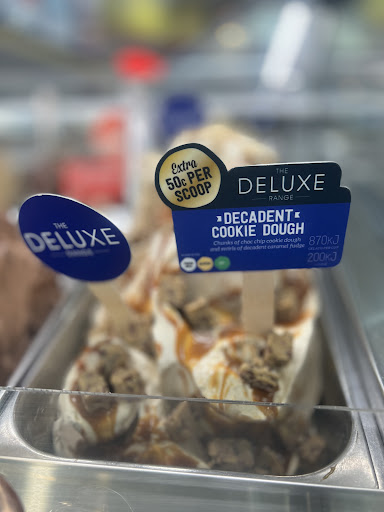 Extra
50c PER
SCOOP
THE
DELUXE
RANGE
DECADENT
COOKIE DOUGH
Chunks of choc chip cookie dough
and swirls of decadent caramel fudge
870KJ
200KJ
THE
DELUXE
RANGE